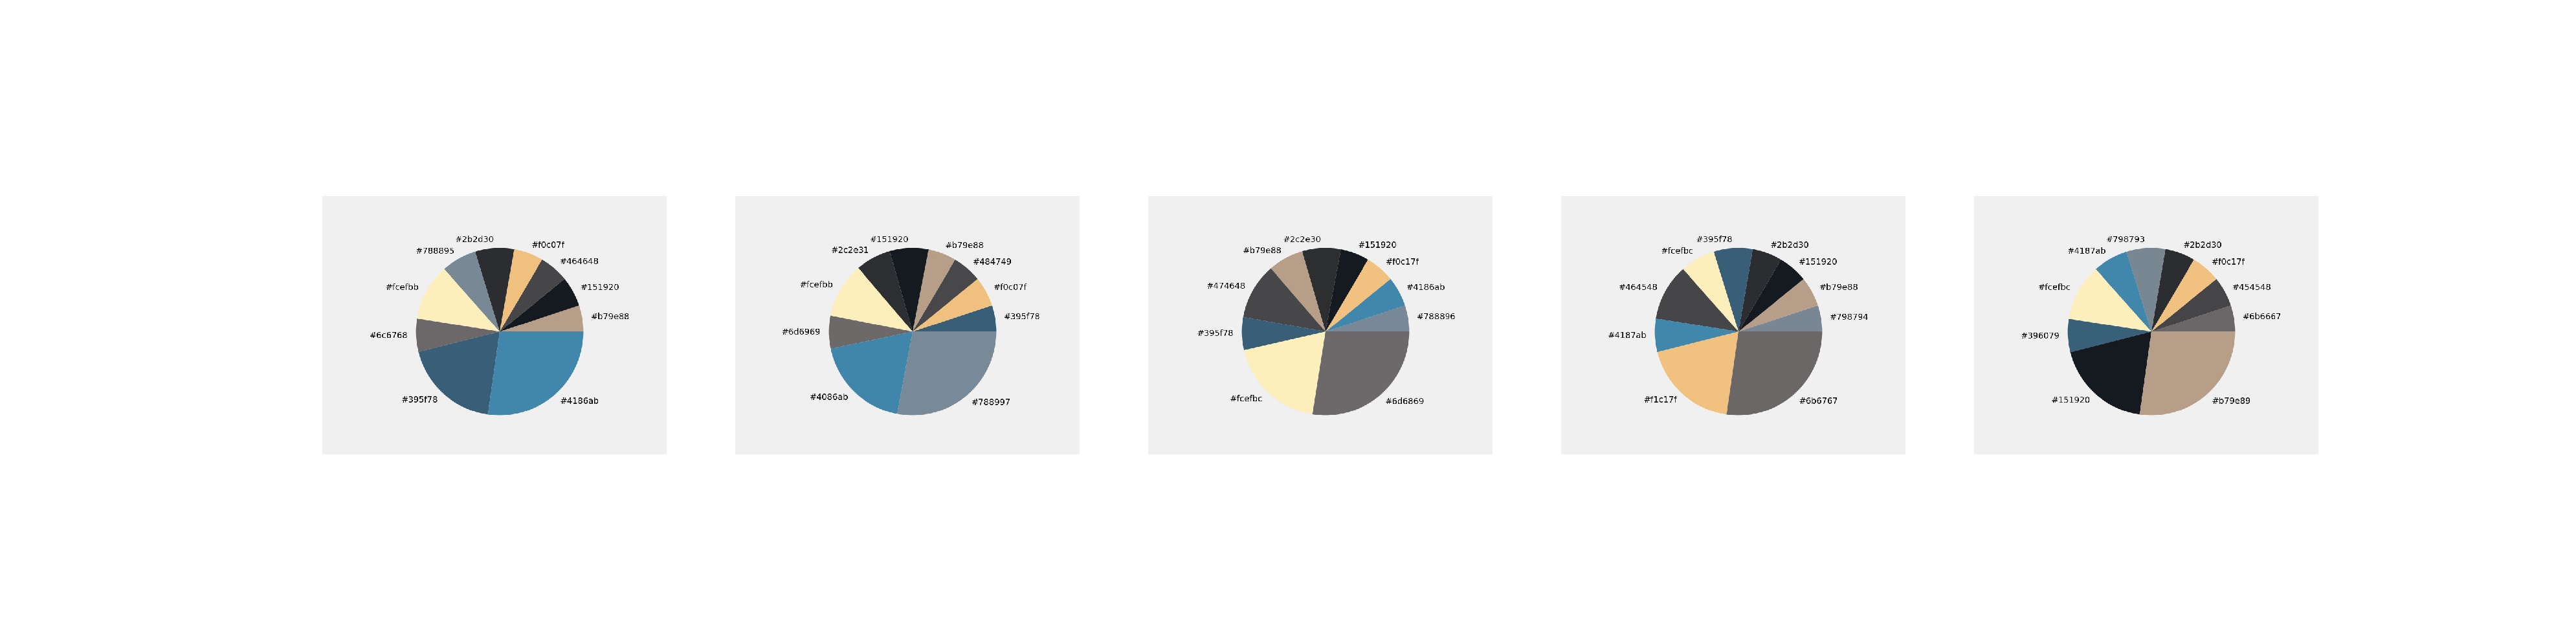 #2b2d30
#f0c07f
#788895
#464648
#fcefbb
#151920
#b79e88
#6c6768
#395f78
#4186ab
#151920
#b79e88
#2c2e31
#484749
#fcefbb
#f0c07f
#395f78
#6d6969
#4086ab
#788997
#2c2e30
#151920
#b79e88
#f0c17f
#474648
#4186ab
#788896
#395f78
#fcefbc
#6d6869
#395f78
#2b2d30
#fcefbc
#151920
#464548
#b79e88
#798794
#4187ab
#f1c17f
#6b6767
#798793
#2b2d30
#4187ab
#f0c17f
#fcefbc
#454548
#6b6667
#396079
#151920
#b79e89